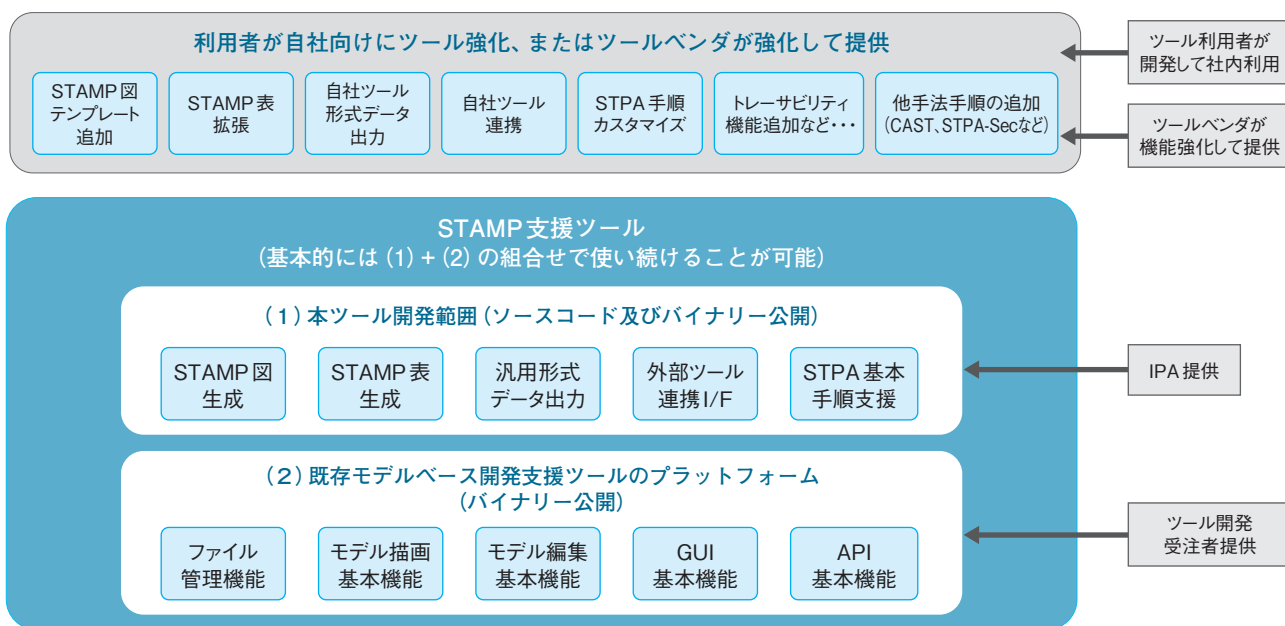 利用者が自社向けにツール強化、またはツールベンダが強化して提供
STAMP図
テンプレート
追加
STAMP表
拡張
自社ツール
形式データ
出力
自社ツール
連携
STPA手順
カスタマイズ
トレーサビリティ
機能追加など・・・
他手法手順の追加
(CAST、STPA-Secなど)
ツール利用者が
開発して社内利用
ツールベンダが
機能強化して提供
STAMP支援ツール
(基本的には(1)+(2)の組合せで使い続けることが可能)
(1)本ツール開発範囲(ソースコード及びバイナリー公開)
STAMP図
生成
STAMP表
生成
汎用形式
データ出力
外部ツール
連携I/F
STPA基本
手順支援
IPA提供
(2)既存モデルベース開発支援ツールのプラットフォーム
(バイナリー公開)
ファイル
管理機能
モデル描画
基本機能
モデル編集
基本機能
GUI
基本機能
API
基本機能
ツール開発
受注者提供